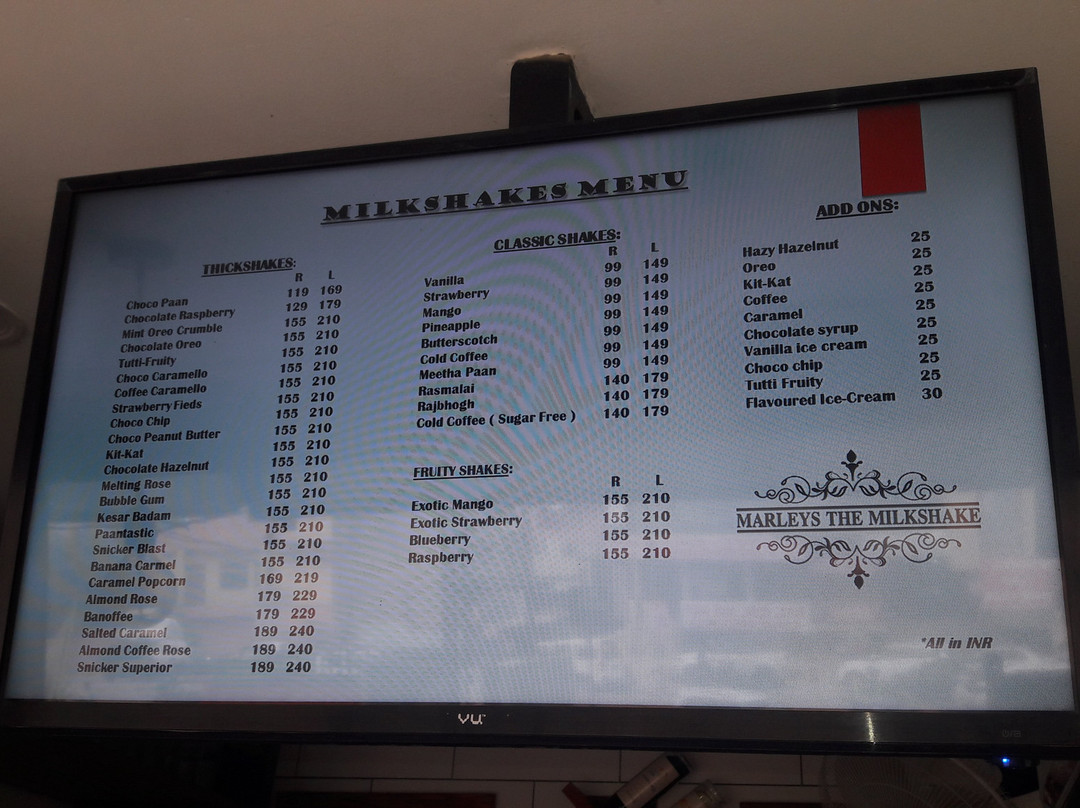 MILKSHAKES MENU
THICKSHAKES:
R L
Choco Paan 119 169
Chocolate Raspberry 129 179
Mint Oreo Crumble 155 210
Chocolate Oreo 155 210
Tutti-Fruity 155 210
Choco Caramello 155 210
Coffee Caramello 155 210
Strawberry Fieds 155 210
Choco Chip 155 210
Choco Peanut Butter 155 210
Kit-Kat 155 210
Chocolate Hazelnut 155 210
Melting Rose 155 210
Bubble Gum 155 210
Kesar Badam 155 210
Paantastic 155 210
Snicker Blast 155 210
Banana Carmel 155 210
Caramel Popcorn 169 219
Almond Rose 179 229
Banoffee 179 229
Salted Caramel 189 240
Almond Coffee Rose 189 240
Snicker Superior 189 240
CLASSIC SHAKES:
R L
Vanilla 99 149
Strawberry 99 149
Mango 99 149
Pineapple 99 149
Butterscotch 99 149
Cold Coffee 99 149
Meetha Paan 99 149
Rasmalai 140 179
Rajbhogh 140 179
Cold Coffee ( Sugar Free ) 140 179
FRUITY SHAKES:
R L
Exotic Mango 155 210
Exotic Strawberry 155 210
Blueberry 155 210
Raspberry 155 210
ADD ONS:
Hazy Hazelnut 25
Oreo 25
Kit-Kat 25
Coffee 25
Caramel 25
Chocolate syrup 25
Vanilla ice cream 25
Choco chip 25
Tutti Fruity 25
Flavoured Ice-Cream 30
MARLEYS THE MILKSHAKE
*All in INR
vu